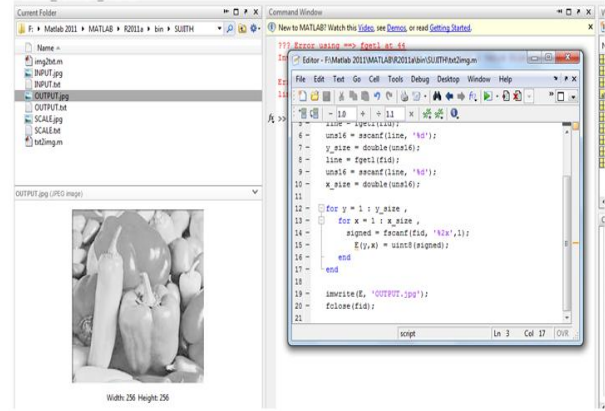 Current Folder
F: ▸ Matlab 2011 ▸ MATLAB ▸ R2011a ▸ bin ▸ SUJITH
Name
img2txt.m
INPUT.jpg
INPUT.txt
OUTPUT.jpg
OUTPUT.txt
SCALE.jpg
SCALE.txt
txt2img.m
OUTPUT.jpg (JPEG image)
Width: 256 Height: 256
Command Window
New to MATLAB? Watch this Video, see Demos, or read Getting Started.
??? Error using ==> fgetl at 44
fx >>
Editor - F:\Matlab 2011\MATLAB\R2011a\bin\SUJITH\txt2img.m
File Edit Text Go Cell Tools Debug Desktop Window Help
- 1.0 + ÷ 1.1 ×
5 - line = fgetl(fid);
6 - uns16 = sscanf(line, '%d');
7 - y_size = double(uns16);
8 - line = fgetl(fid);
9 - uns16 = sscanf(line, '%d');
10 - x_size = double(uns16);
11
12 - for y = 1 : y_size ,
13 - for x = 1 : x_size ,
14 - signed = fscanf(fid, '%2x',1);
15 - E(y,x) = uint8(signed);
16 - end
17 - end
18
19 - imwrite(E, 'OUTPUT.jpg');
20 - fclose(fid);
21
script Ln 3 Col 17 OVR